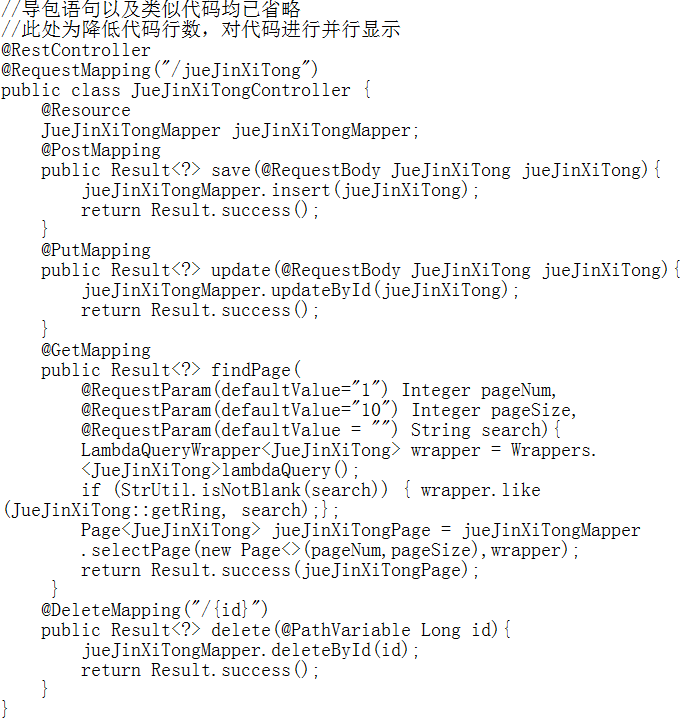 //导包语句以及类似代码均已省略
//此处为降低代码行数，对代码进行并行显示
@RestController
@RequestMapping("/jueJinXiTong")
public class JueJinXiTongController {
    @Resource
    JueJinXiTongMapper jueJinXiTongMapper;
    @PostMapping
    public Result<?> save(@RequestBody JueJinXiTong jueJinXiTong){
        jueJinXiTongMapper.insert(jueJinXiTong);
        return Result.success();
    }
    @PutMapping
    public Result<?> update(@RequestBody JueJinXiTong jueJinXiTong){
        jueJinXiTongMapper.updateById(jueJinXiTong);
        return Result.success();
    }
    @GetMapping
    public Result<?> findPage(
        @RequestParam(defaultValue="1") Integer pageNum,
        @RequestParam(defaultValue="10") Integer pageSize,
        @RequestParam(defaultValue = "") String search){
        LambdaQueryWrapper<JueJinXiTong> wrapper = Wrappers.
        <JueJinXiTong>lambdaQuery();
        if (StrUtil.isNotBlank(search)) { wrapper.like
(JueJinXiTong::getRing, search);};
        Page<JueJinXiTong> jueJinXiTongPage = jueJinXiTongMapper
        .selectPage(new Page<>(pageNum,pageSize),wrapper);
        return Result.success(jueJinXiTongPage);
     }
    @DeleteMapping("/{id}")
    public Result<?> delete(@PathVariable Long id){
        jueJinXiTongMapper.deleteById(id);
        return Result.success();
    }
}